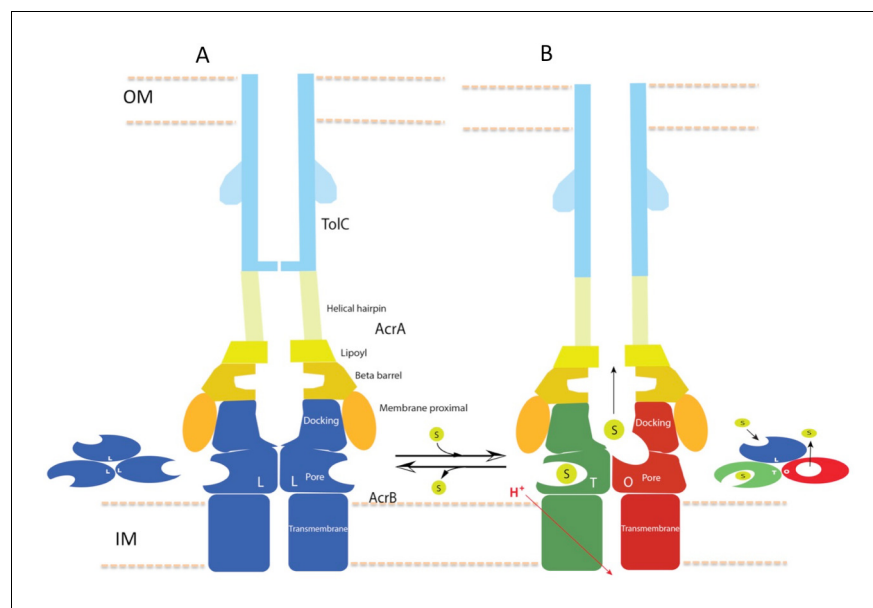 A
B
OM
TolC
Helical hairpin
AcrA
Lipoyl
Beta barrel
Membrane proximal
Docking
Docking
S
S
S
S
S
S
S
L
L
L
L
L
L
Pore
T
O
Pore
T
O
AcrB
H+
IM
Transmembrane
Transmembrane